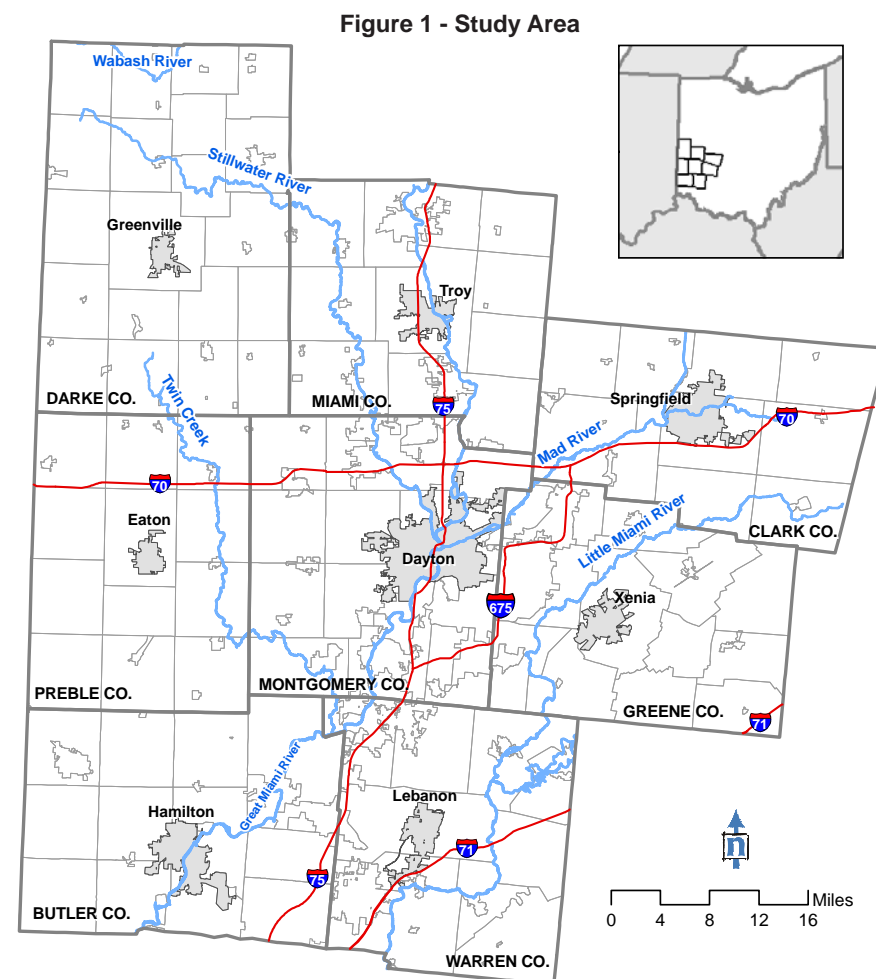 Figure 1 - Study Area
Wabash River
Stillwater River
Greenville
Troy
DARKE CO.
Twin Creek
MIAMI CO.
75
Springfield
70
Mad River
70
Eaton
Little Miami River
CLARK CO.
Dayton
675
Xenia
PREBLE CO.
MONTGOMERY CO.
GREENE CO.
71
Great Miami River
Hamilton
Lebanon
71
75
n
Miles
0 4 8 12 16
BUTLER CO.
WARREN CO.